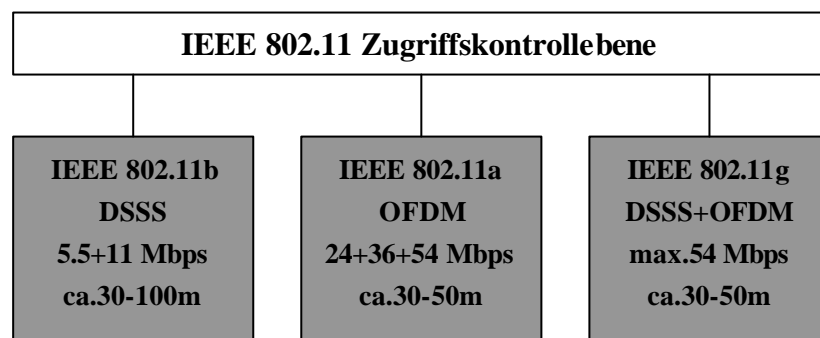 IEEE 802.11 Zugriffskontrollebene
IEEE 802.11b
DSSS
5.5+11 Mbps
ca.30-100m
IEEE 802.11a
OFDM
24+36+54 Mbps
ca.30-50m
IEEE 802.11g
DSSS+OFDM
max.54 Mbps
ca.30-50m